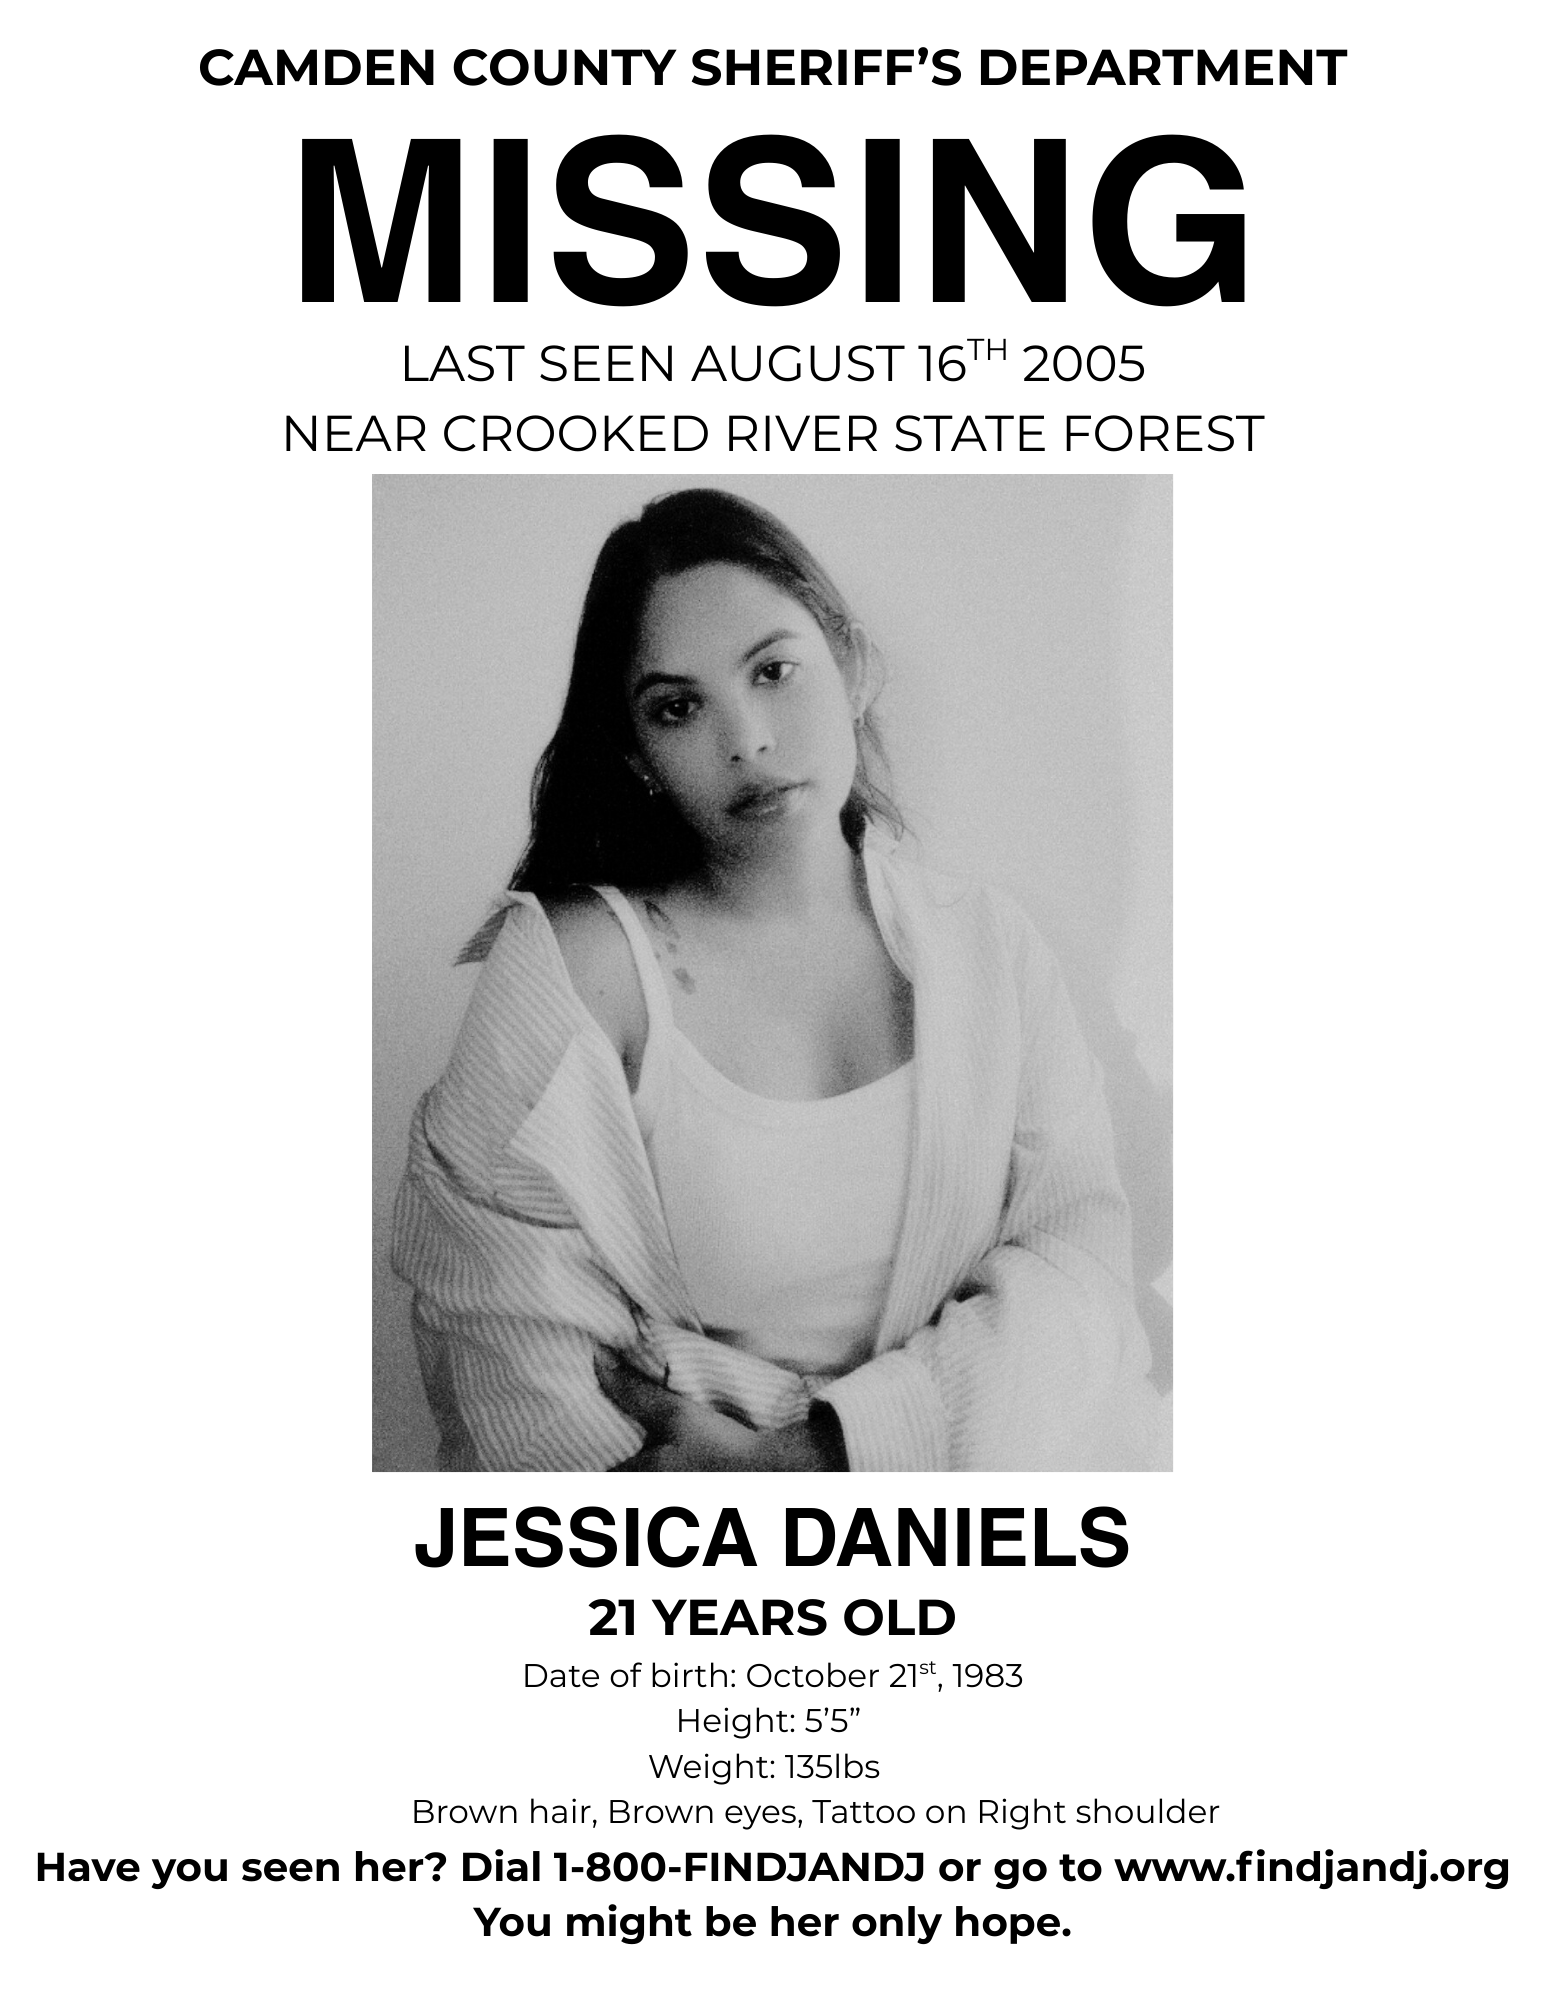 CAMDEN COUNTY SHERIFF’S DEPARTMENT
MISSING
LAST SEEN AUGUST 16TH 2005
NEAR CROOKED RIVER STATE FOREST
JESSICA DANIELS
21 YEARS OLD
Date of birth: October 21st, 1983
Height: 5’5”
Weight: 135lbs
Brown hair, Brown eyes, Tattoo on Right shoulder
Have you seen her? Dial 1-800-FINDJANDJ or go to www.findjandj.org
You might be her only hope.